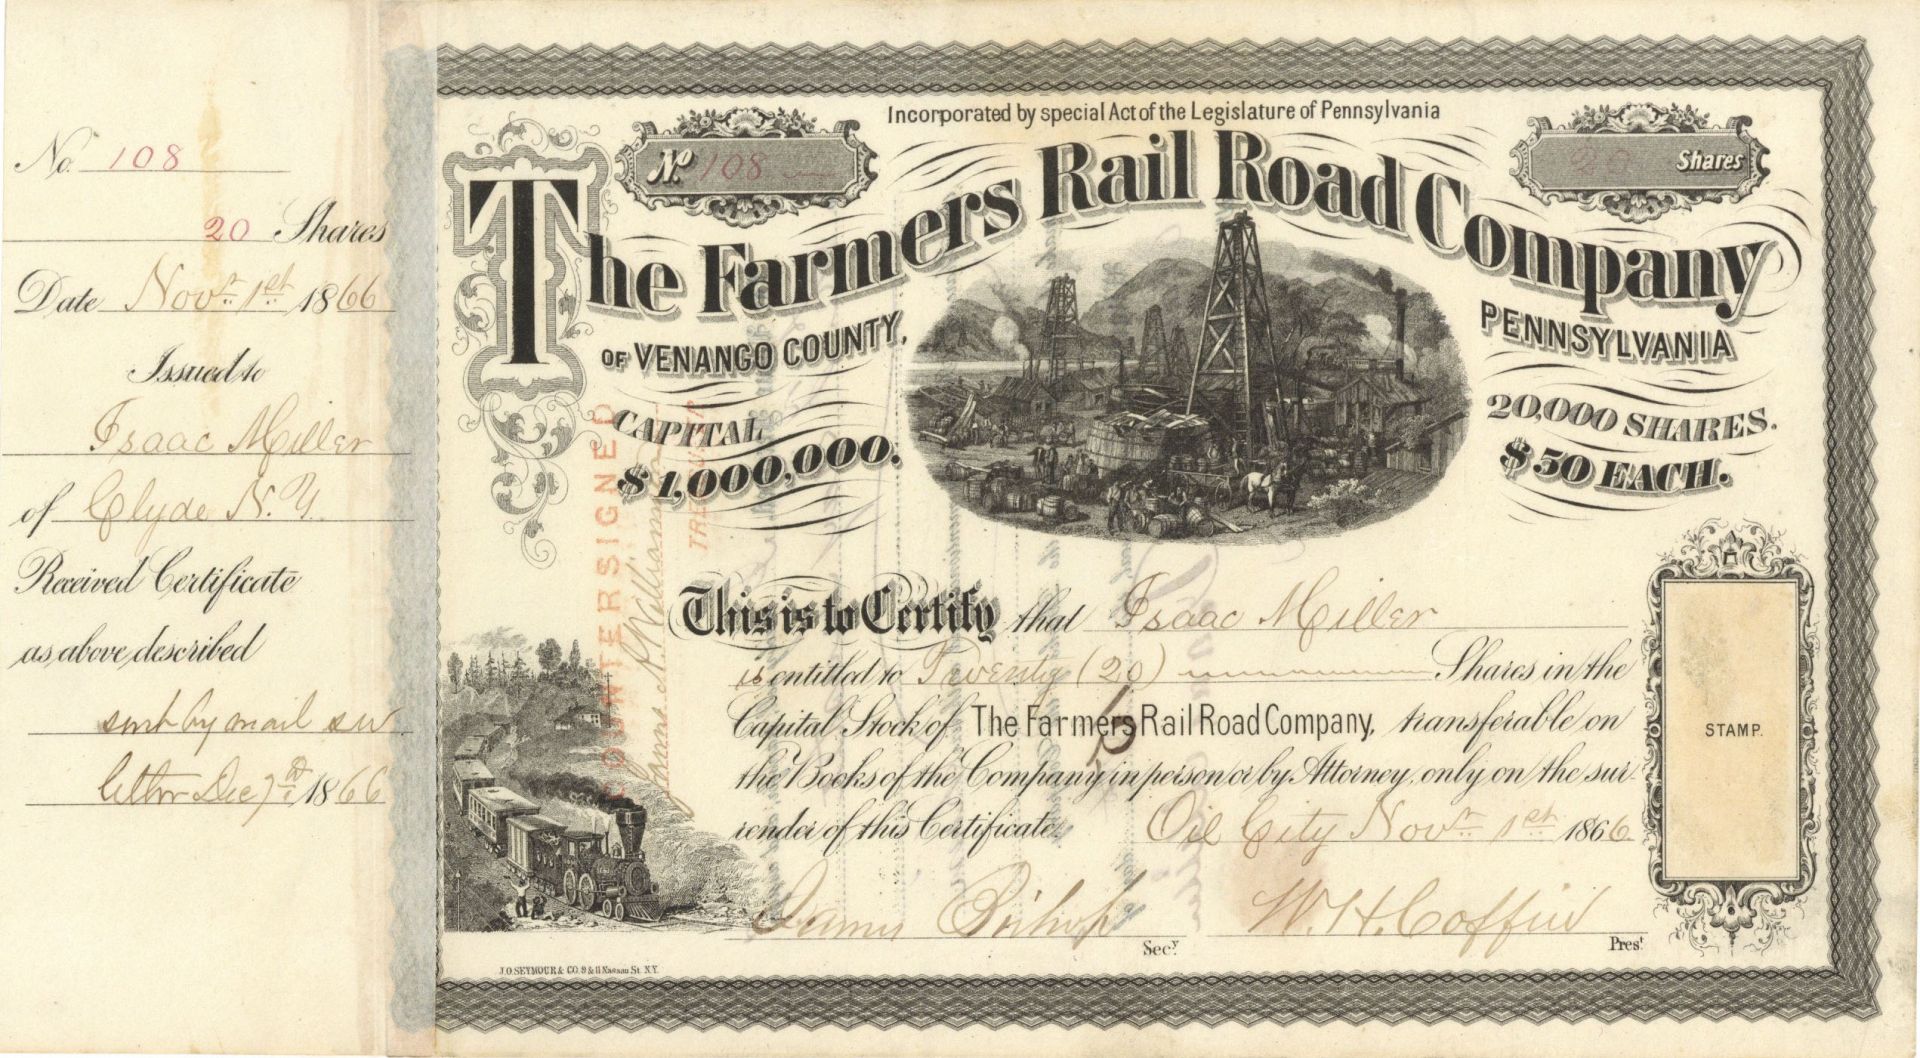 No. 108
20 Shares
Date Novr. 1st 1866
Issued to
Isaac Miller
of Clyde N. Y.
Received Certificate
as above described
sent by mail
letter Dec 7th 1866
Incorporated by special Act of the Legislature of Pennsylvania
No. 108
20 Shares
The Farmers Rail Road Company
OF VENANGO COUNTY,
PENNSYLVANIA
CAPITAL
$1,000,000.
20,000 SHARES.
$50 EACH.
COUNTERSIGNED
James R. Williamson
TREASURER
This is to Certify that Isaac Miller
is entitled to Twenty (20) Shares in the
Capital Stock of The Farmers Rail Road Company, transferable on
the Books of the Company in person or by Attorney, only on the sur
render of this Certificate.
Oil City Novr. 1st 1866
James Bishop
Secy.
W. H. Coffin
Prest.
STAMP.
J. O. SEYMOUR & CO. 9 & 11 Nassau St. N.Y.